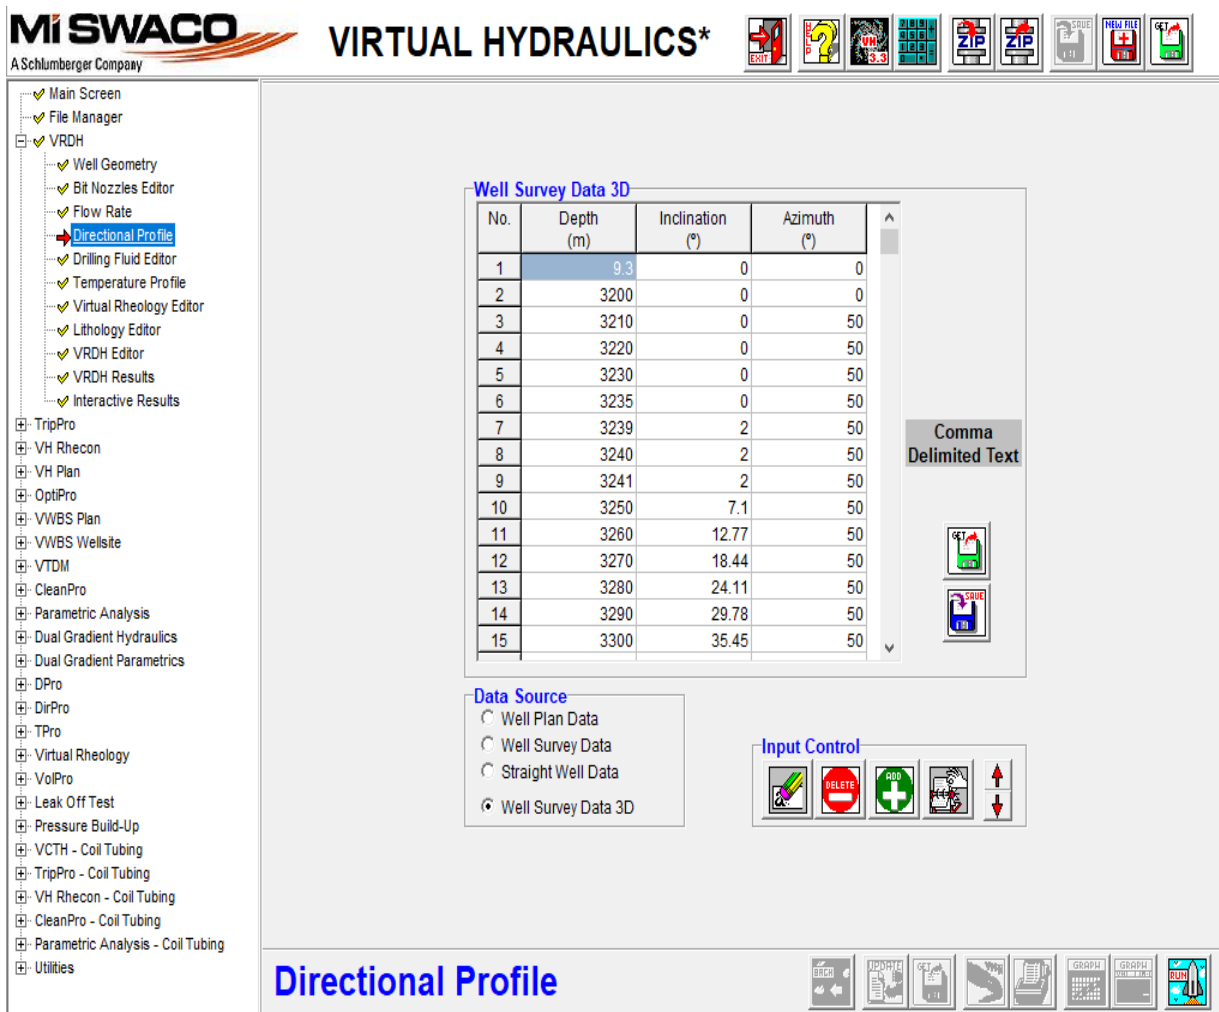 Mi SWACO
A Schlumberger Company
VIRTUAL HYDRAULICS*
EXIT
HELP
VH
3.3
ZIP
ZIP
SAVE
NEW FILE
GET
Main Screen
File Manager
VRDH
Well Geometry
Bit Nozzles Editor
Flow Rate
Directional Profile
Drilling Fluid Editor
Temperature Profile
Virtual Rheology Editor
Lithology Editor
VRDH Editor
VRDH Results
Interactive Results
TripPro
VH Rhecon
VH Plan
OptiPro
VWBS Plan
VWBS Wellsite
VTDM
CleanPro
Parametric Analysis
Dual Gradient Hydraulics
Dual Gradient Parametrics
DPro
DirPro
TPro
Virtual Rheology
VolPro
Leak Off Test
Pressure Build-Up
VCTH - Coil Tubing
TripPro - Coil Tubing
VH Rhecon - Coil Tubing
CleanPro - Coil Tubing
Parametric Analysis - Coil Tubing
Utilities
Well Survey Data 3D
No. Depth (m) Inclination (º) Azimuth (º)
1 9.3 0 0
2 3200 0 0
3 3210 0 50
4 3220 0 50
5 3230 0 50
6 3235 0 50
7 3239 2 50
8 3240 2 50
9 3241 2 50
10 3250 7.1 50
11 3260 12.77 50
12 3270 18.44 50
13 3280 24.11 50
14 3290 29.78 50
15 3300 35.45 50
Comma
Delimited Text
GET
SAVE
Data Source
Well Plan Data
Well Survey Data
Straight Well Data
Well Survey Data 3D
Input Control
DELETE
ADD
Directional Profile
BACK
UPDATE
GET
GRAPH
GRAPH
RUN